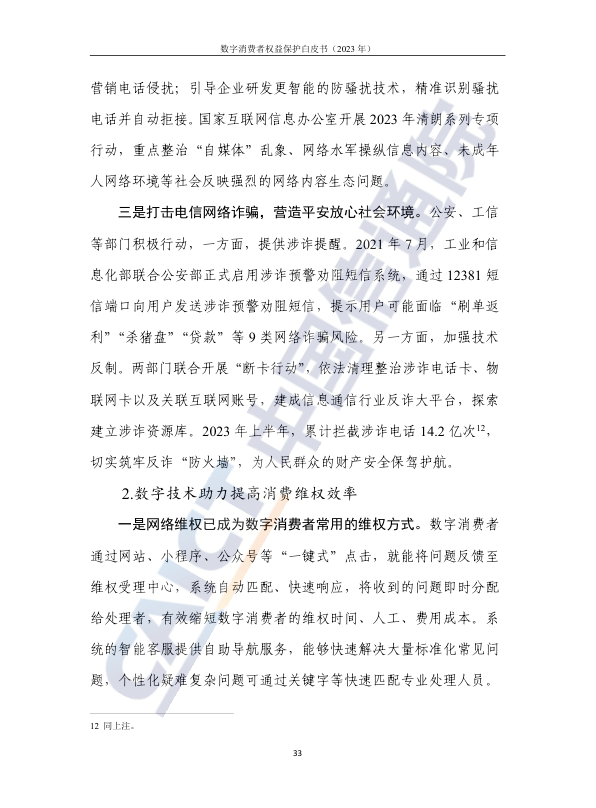 数字消费者权益保护白皮书（2023 年）
营销电话侵扰；引导企业研发更智能的防骚扰技术，精准识别骚扰
电话并自动拒接。国家互联网信息办公室开展 2023 年清朗系列专项
行动，重点整治“自媒体”乱象、网络水军操纵信息内容、未成年
人网络环境等社会反映强烈的网络内容生态问题。
三是打击电信网络诈骗，营造平安放心社会环境。公安、工信
等部门积极行动，一方面，提供涉诈提醒。2021 年 7 月，工业和信
息化部联合公安部正式启用涉诈预警劝阻短信系统，通过 12381 短
信端口向用户发送涉诈预警劝阻短信，提示用户可能面临“刷单返
利”“杀猪盘”“贷款”等 9 类网络诈骗风险。另一方面，加强技术
反制。两部门联合开展“断卡行动”，依法清理整治涉诈电话卡、物
联网卡以及关联互联网账号，建成信息通信行业反诈大平台，探索
建立涉诈资源库。2023 年上半年，累计拦截涉诈电话 14.2 亿次12，
切实筑牢反诈“防火墙”，为人民群众的财产安全保驾护航。
2.数字技术助力提高消费维权效率
一是网络维权已成为数字消费者常用的维权方式。数字消费者
通过网站、小程序、公众号等“一键式”点击，就能将问题反馈至
维权受理中心，系统自动匹配、快速响应，将收到的问题即时分配
给处理者，有效缩短数字消费者的维权时间、人工、费用成本。系
统的智能客服提供自助导航服务，能够快速解决大量标准化常见问
题，个性化疑难复杂问题可通过关键字等快速匹配专业处理人员。
12 同上注。
33
CAICT 中国信通院